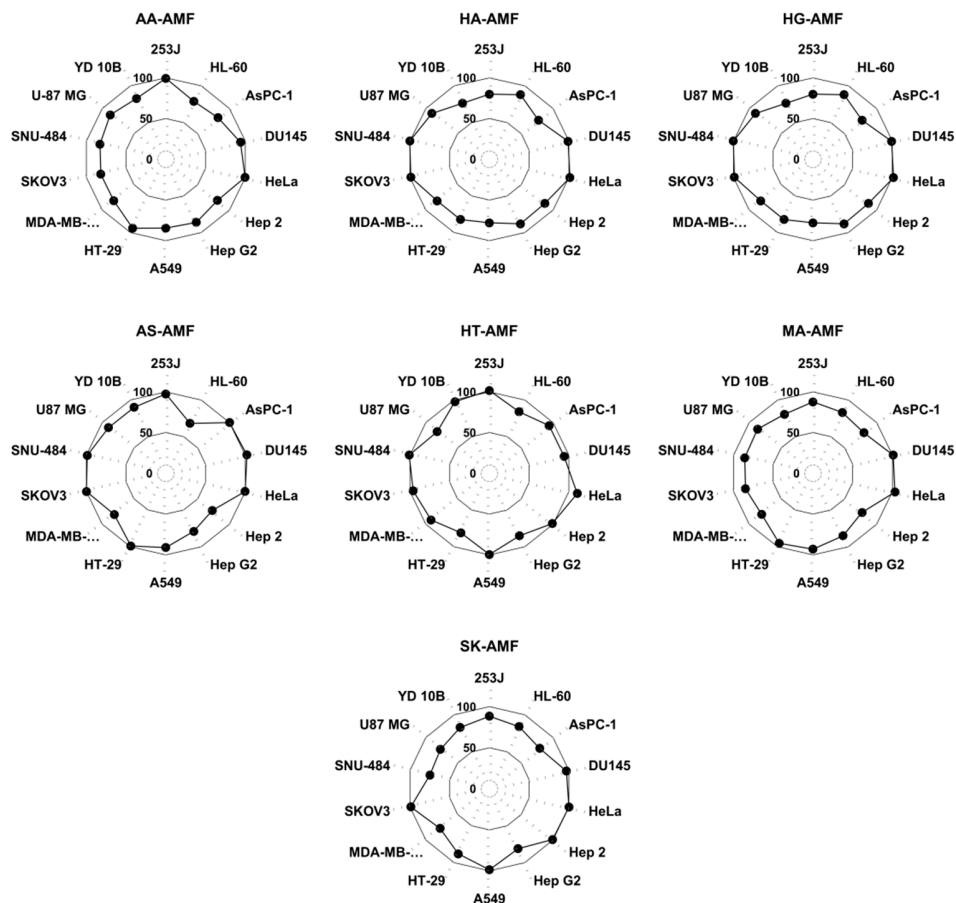 AA-AMF
253J
YD 10B
HL-60
100
U-87 MG
AsPC-1
50
SNU-484
DU145
0
SKOV3
HeLa
MDA-MB-...
Hep 2
HT-29
Hep G2
A549
HA-AMF
253J
YD 10B
HL-60
100
U87 MG
AsPC-1
50
SNU-484
DU145
0
SKOV3
HeLa
MDA-MB-...
Hep 2
HT-29
Hep G2
A549
HG-AMF
253J
YD 10B
HL-60
100
U87 MG
AsPC-1
50
SNU-484
DU145
0
SKOV3
HeLa
MDA-MB-...
Hep 2
HT-29
Hep G2
A549
AS-AMF
253J
YD 10B
HL-60
100
U87 MG
AsPC-1
50
SNU-484
DU145
0
SKOV3
HeLa
MDA-MB-...
Hep 2
HT-29
Hep G2
A549
HT-AMF
253J
YD 10B
HL-60
100
U87 MG
AsPC-1
50
SNU-484
DU145
0
SKOV3
HeLa
MDA-MB-...
Hep 2
HT-29
Hep G2
A549
MA-AMF
253J
YD 10B
HL-60
100
U87 MG
AsPC-1
50
SNU-484
DU145
0
SKOV3
HeLa
MDA-MB-...
Hep 2
HT-29
Hep G2
A549
SK-AMF
253J
YD 10B
HL-60
100
U87 MG
AsPC-1
50
SNU-484
DU145
0
SKOV3
HeLa
MDA-MB-...
Hep 2
HT-29
Hep G2
A549